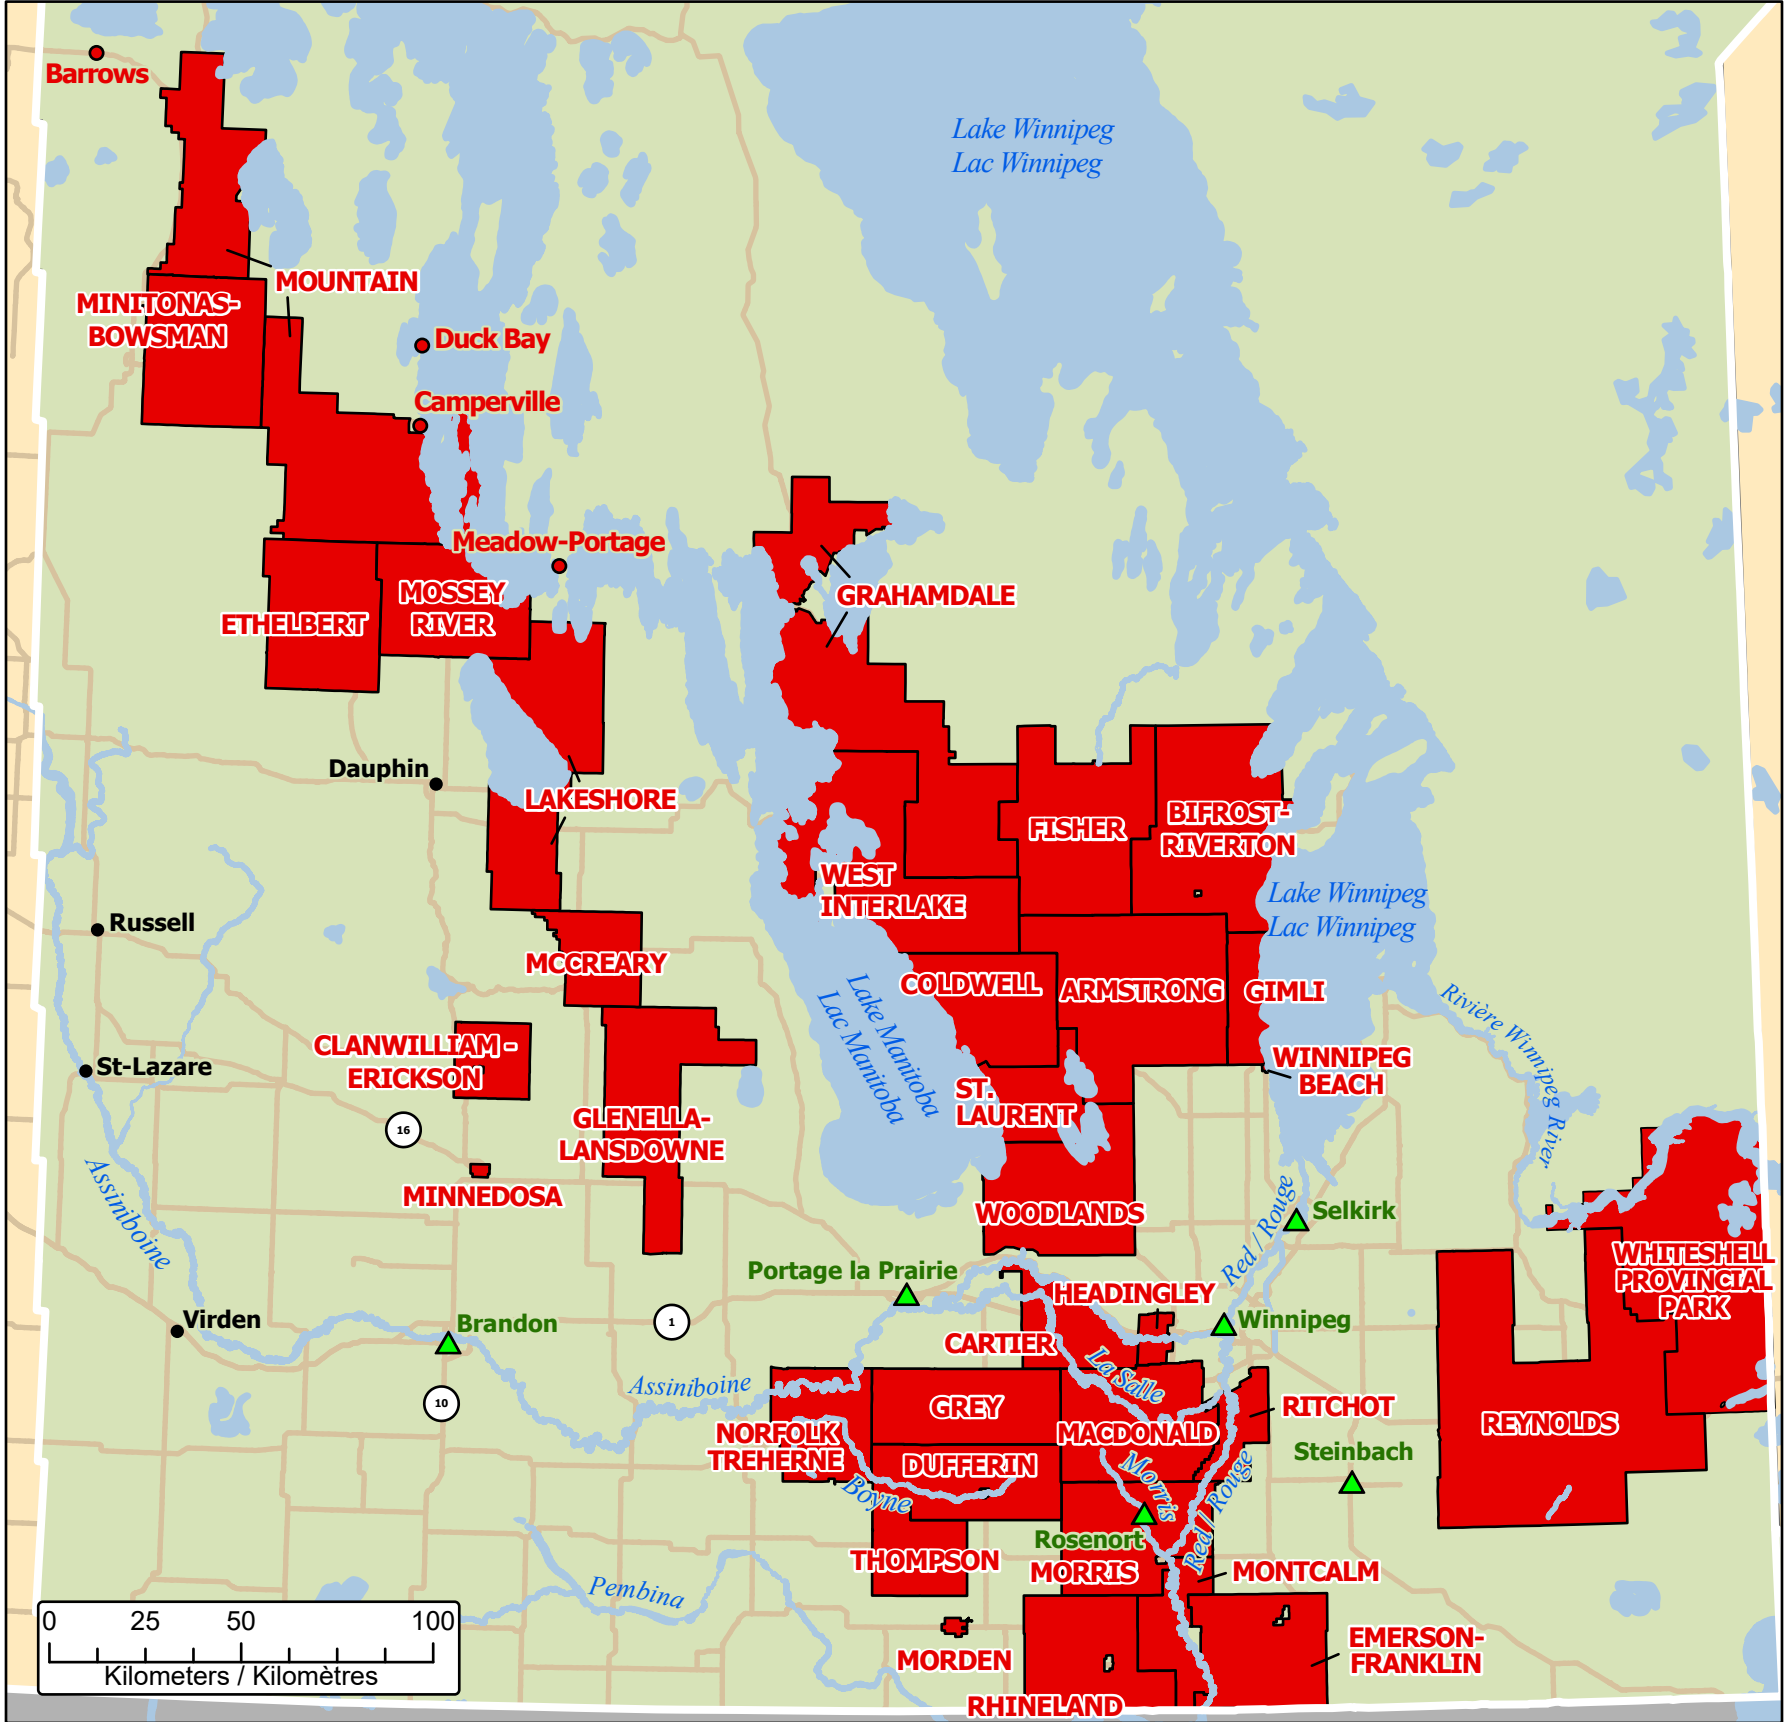 Barrows
Lake Winnipeg
Lac Winnipeg
MOUNTAIN
MINITONAS-
BOWSMAN
Duck Bay
Camperville
Meadow-Portage
GRAHAMDALE
MOSSEY
RIVER
ETHELBERT
Dauphin
LAKESHORE
FISHER
BIFROST-
RIVERTON
WEST
INTERLAKE
Lake Winnipeg
Lac Winnipeg
Russell
MCCREARY
COLDWELL
ARMSTRONG
GIMLI
Lake Manitoba
Lac Manitoba
Rivière Winnipeg River
CLANWILLIAM -
ERICKSON
WINNIPEG
BEACH
St-Lazare
ST.
LAURENT
GLENELLA-
LANSDOWNE
16
MINNEDOSA
Assiniboine
WOODLANDS
Selkirk
Red / Rouge
WHITESHELL
PROVINCIAL
PARK
Portage la Prairie
HEADINGLEY
Virden
Brandon
1
Winnipeg
CARTIER
La Salle
Assiniboine
10
GREY
RITCHOT
NORFOLK
TREHERNE
MACDONALD
REYNOLDS
DUFFERIN
Steinbach
Boyne
Morris
Red / Rouge
Rosenort
THOMPSON
MORRIS
MONTCALM
Pembina
0 25 50 100
Kilometers / Kilomètres
MORDEN
EMERSON-
FRANKLIN
RHINELAND